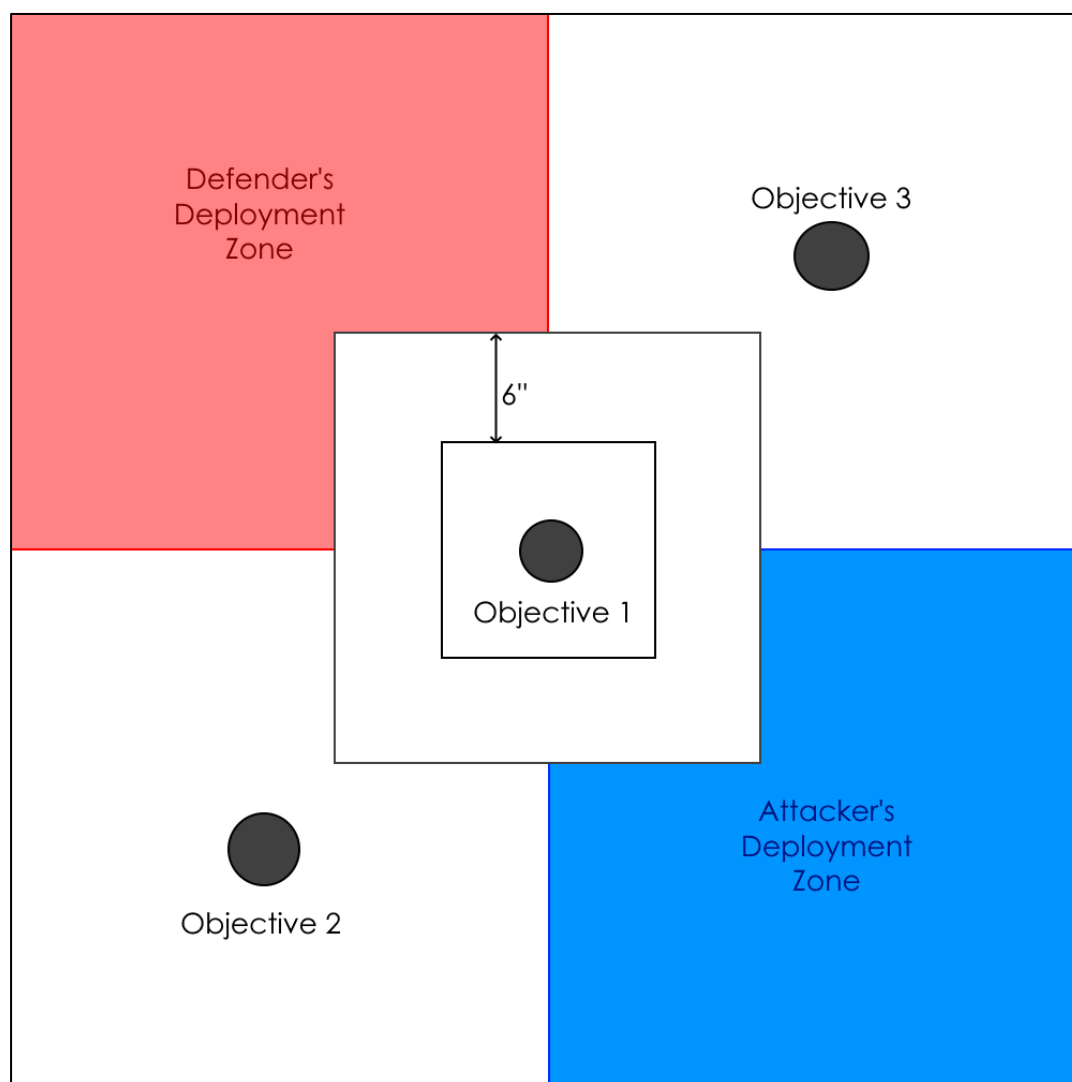 Defender's
Deployment
Zone
Objective 3
6"
Objective 1
Attacker's
Deployment
Zone
Objective 2